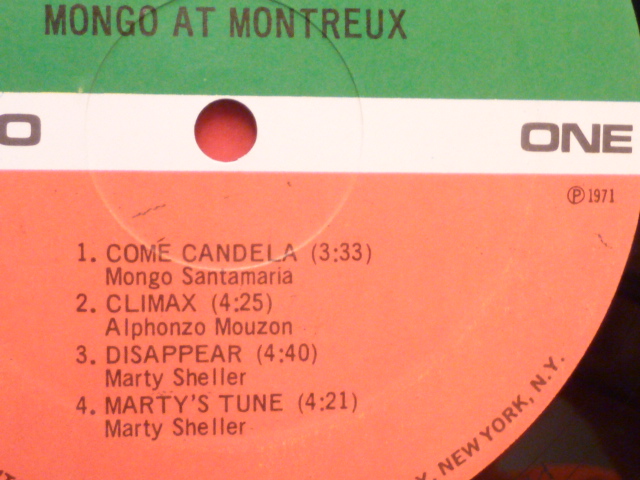 MONGO AT MONTREUX
O ONE
Ⓟ 1971
1. COME CANDELA (3:33)
Mongo Santamaria
2. CLIMAX (4:25)
Alphonzo Mouzon
3. DISAPPEAR (4:40)
Marty Sheller
4. MARTY'S TUNE (4:21)
Marty Sheller
NEW YORK, N.Y.